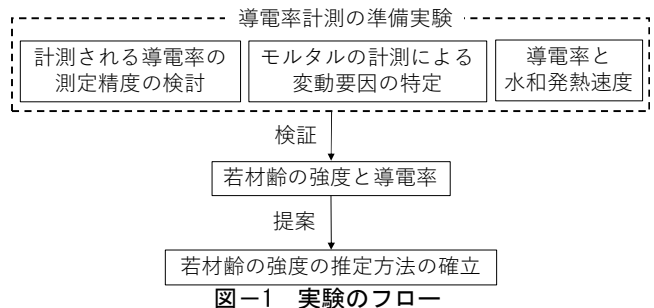 導電率計測の準備実験
計測される導電率の
測定精度の検討
モルタルの計測による
変動要因の特定
導電率と
水和発熱速度
検証
若材齢の強度と導電率
提案
若材齢の強度の推定方法の確立
図－1　実験のフロー